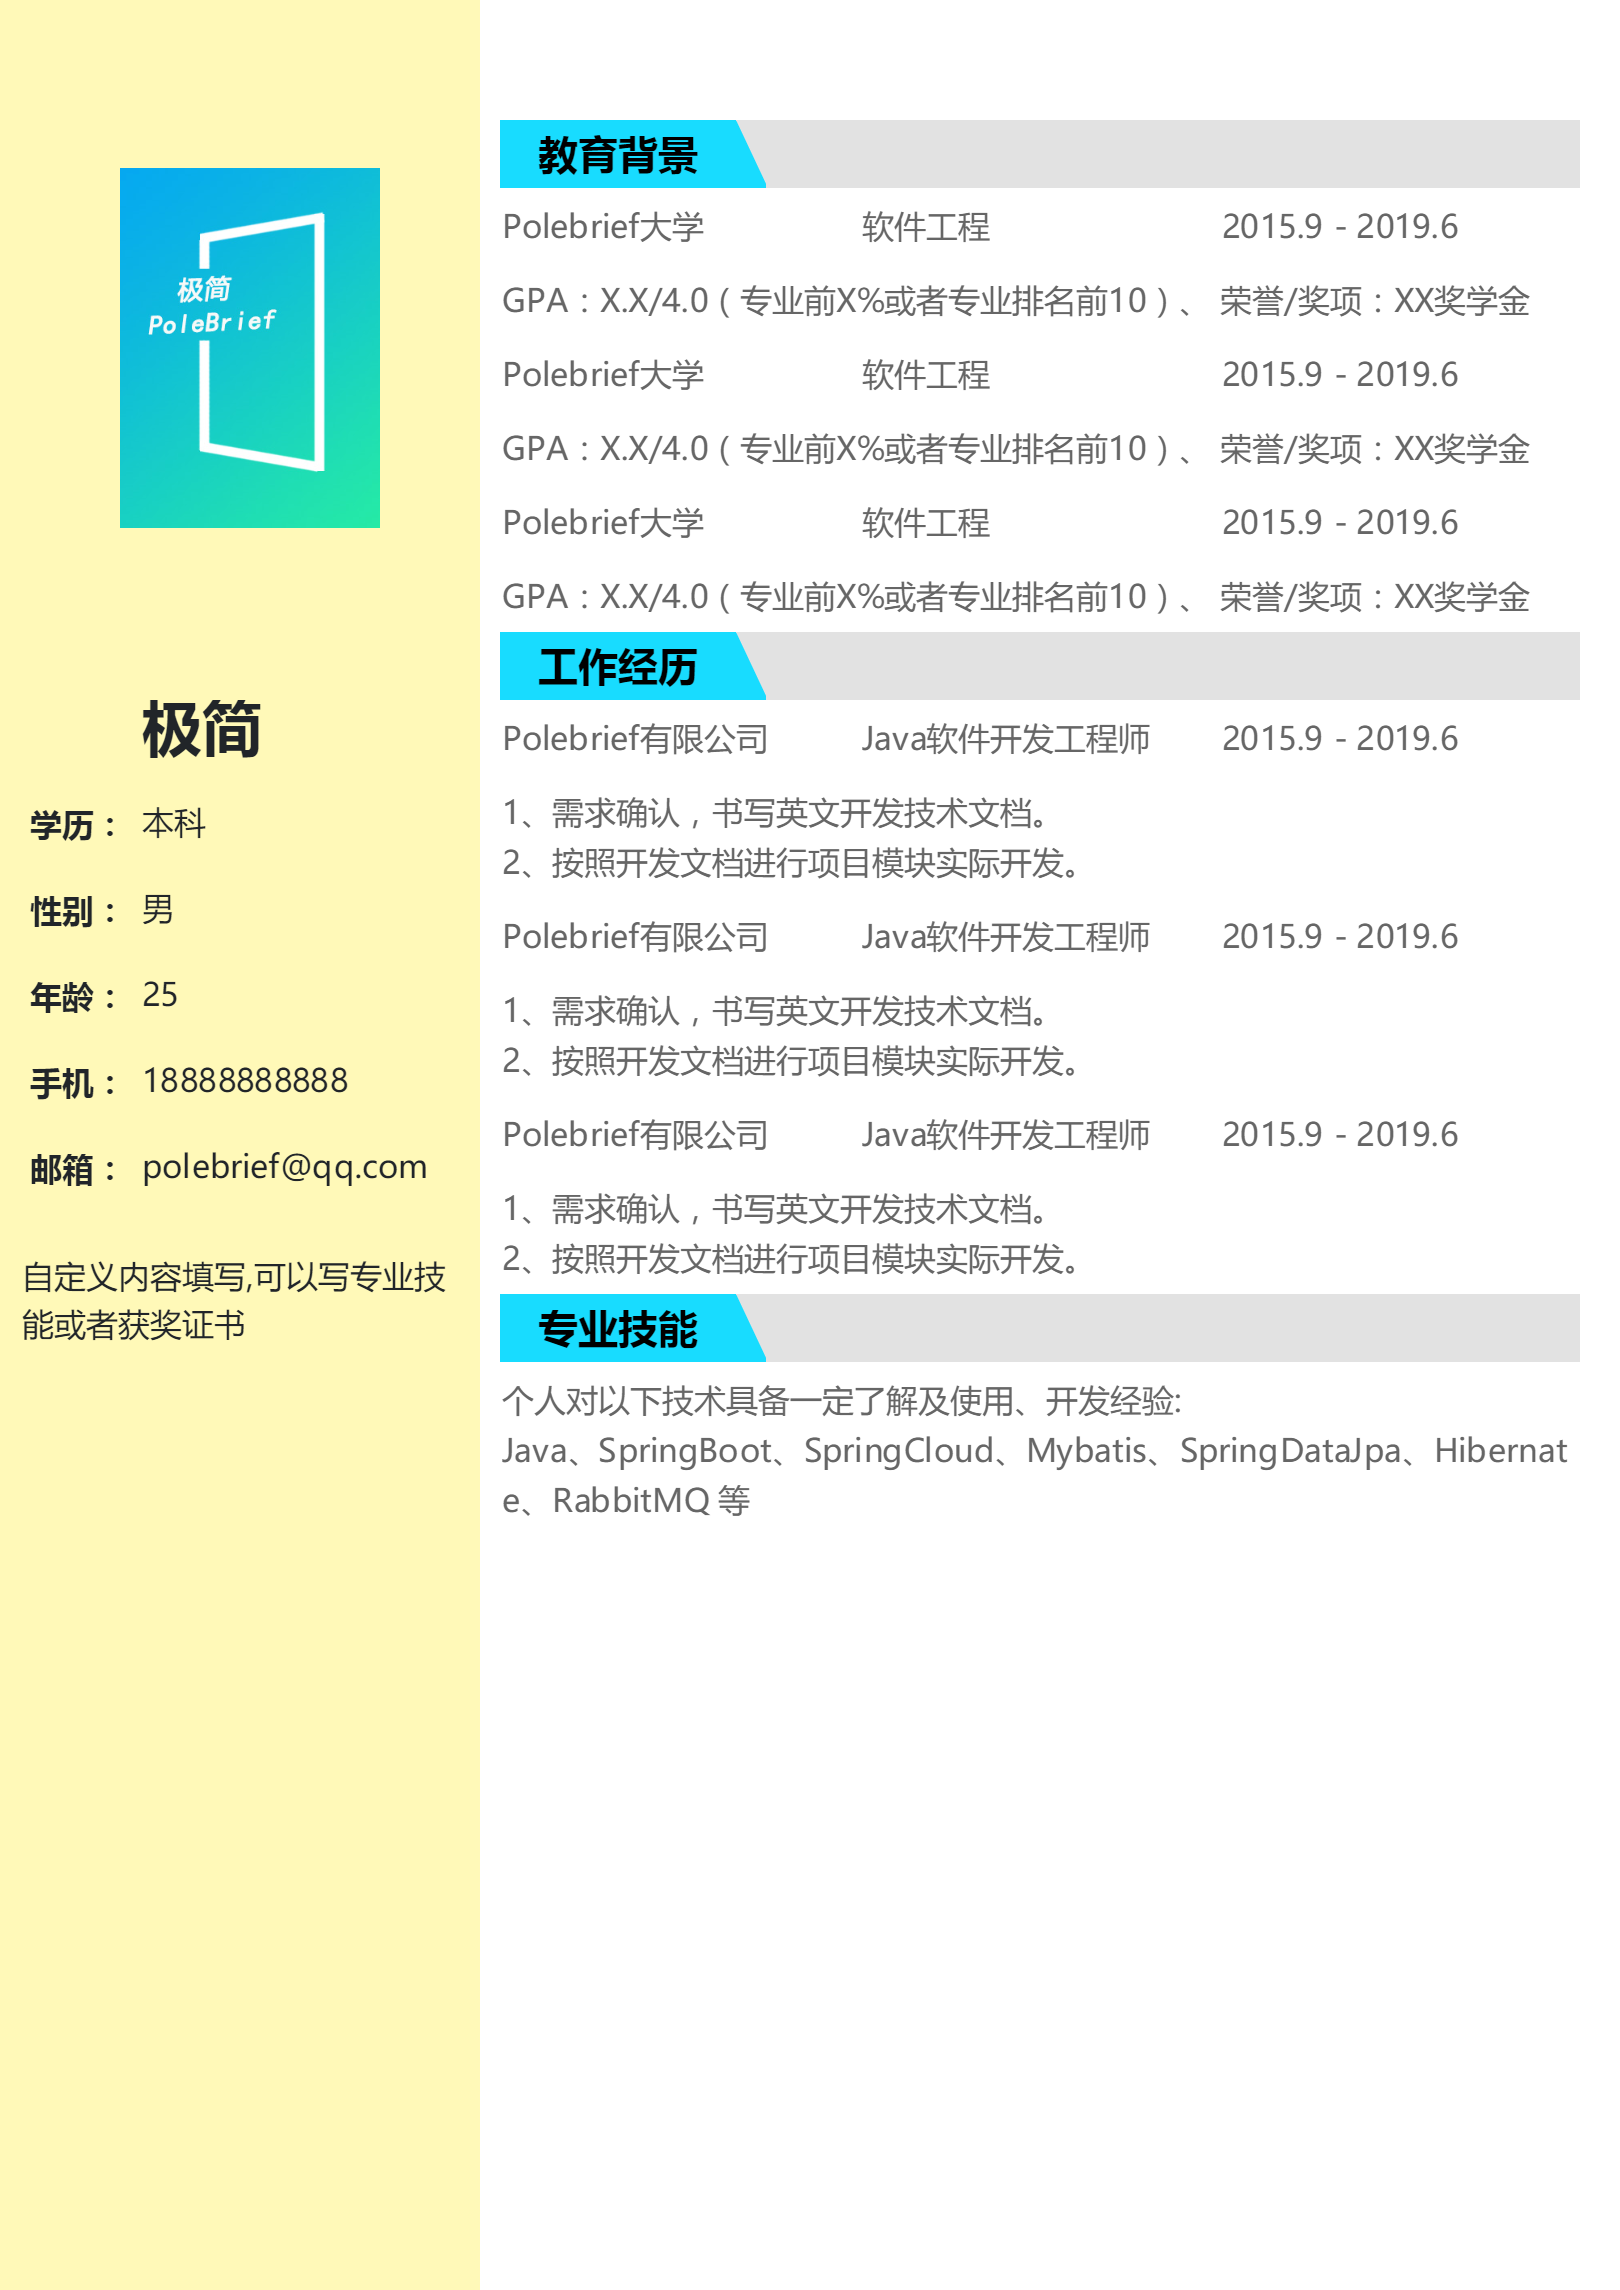 极简
PoleBrief
极简
学历： 本科
性别： 男
年龄： 25
手机： 18888888888
邮箱： polebrief@qq.com
自定义内容填写,可以写专业技
能或者获奖证书
教育背景
Polebrief大学 软件工程 2015.9 - 2019.6
GPA：X.X/4.0（专业前X%或者专业排名前10）、 荣誉/奖项：XX奖学金
Polebrief大学 软件工程 2015.9 - 2019.6
GPA：X.X/4.0（专业前X%或者专业排名前10）、 荣誉/奖项：XX奖学金
Polebrief大学 软件工程 2015.9 - 2019.6
GPA：X.X/4.0（专业前X%或者专业排名前10）、 荣誉/奖项：XX奖学金
工作经历
Polebrief有限公司 Java软件开发工程师 2015.9 - 2019.6
1、需求确认，书写英文开发技术文档。
2、按照开发文档进行项目模块实际开发。
Polebrief有限公司 Java软件开发工程师 2015.9 - 2019.6
1、需求确认，书写英文开发技术文档。
2、按照开发文档进行项目模块实际开发。
Polebrief有限公司 Java软件开发工程师 2015.9 - 2019.6
1、需求确认，书写英文开发技术文档。
2、按照开发文档进行项目模块实际开发。
专业技能
个人对以下技术具备一定了解及使用、开发经验:
Java、SpringBoot、SpringCloud、Mybatis、SpringDataJpa、Hibernat
e、RabbitMQ 等